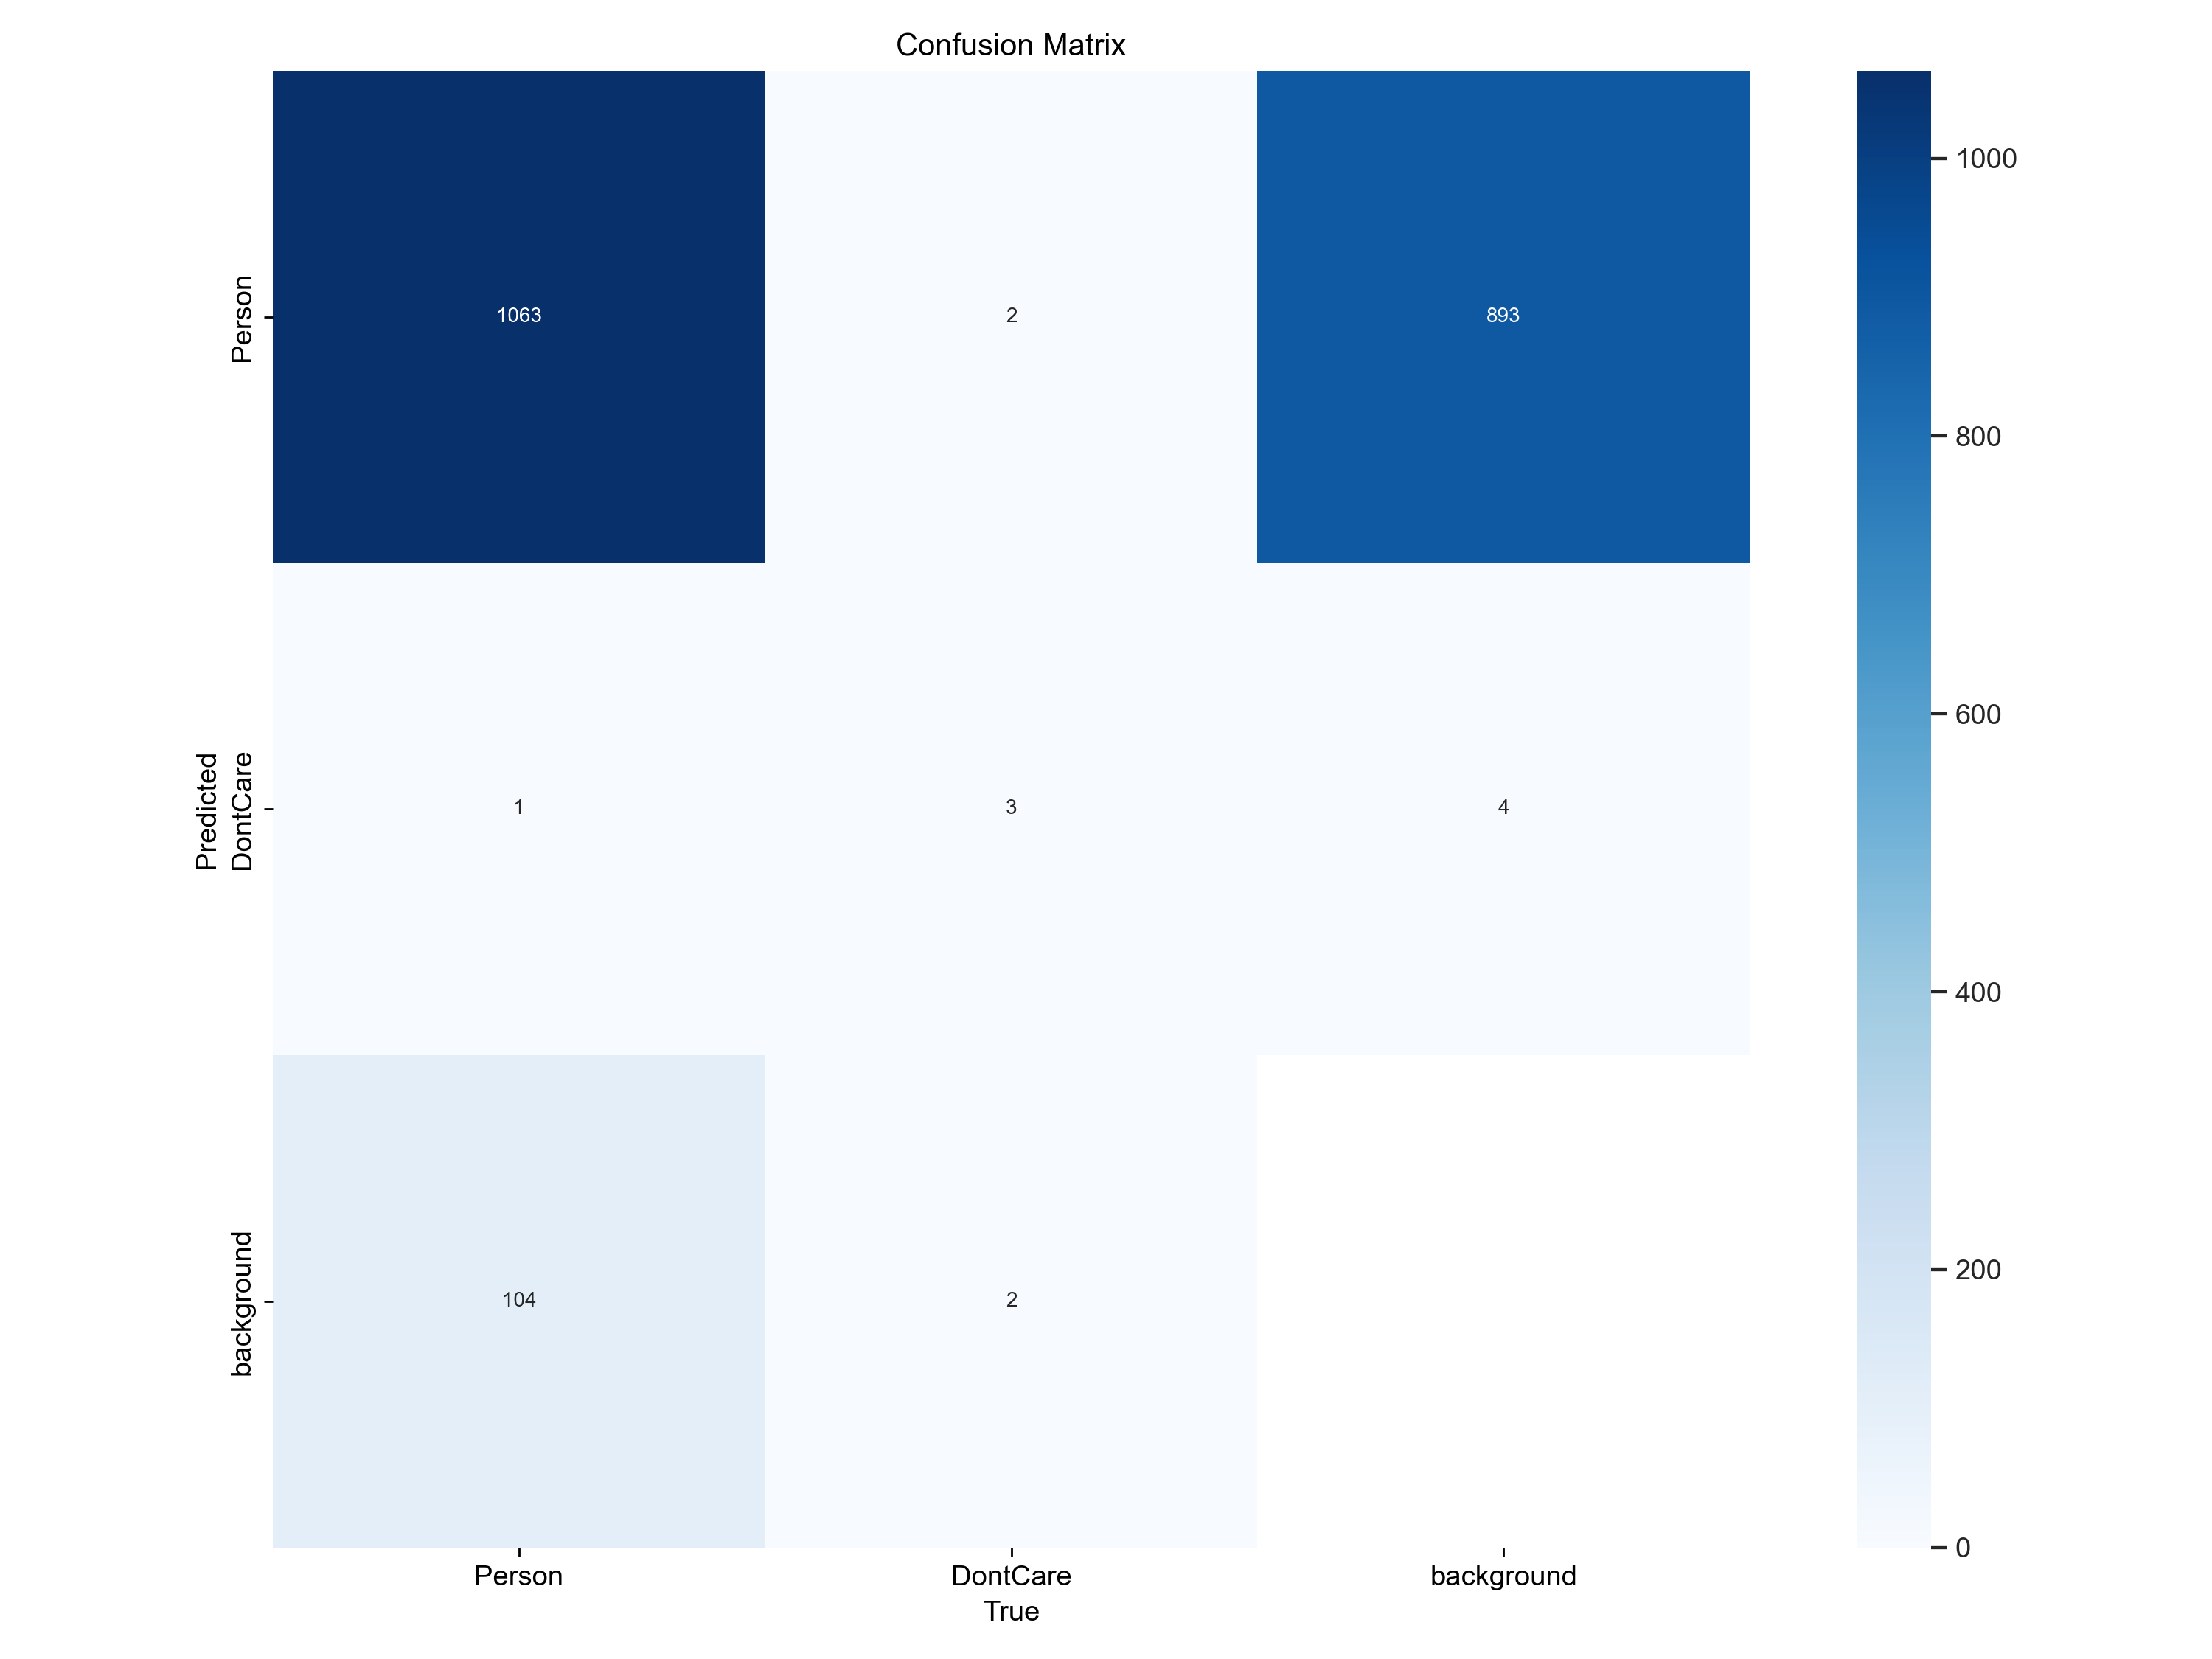 Confusion Matrix
Person
1063
2
893
1000
800
600
400
200
0
Predicted
DontCare
1
3
4
background
104
2
Person
DontCare
background
True